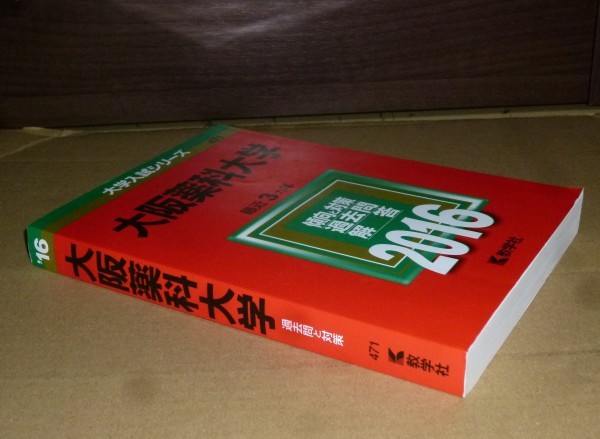 大学入試シリーズ
471
大阪薬科大学
最近3カ年
傾向と対策
問題
解答
2016
教学社
'16
大阪薬科大学
過去問と対策
471
教学社